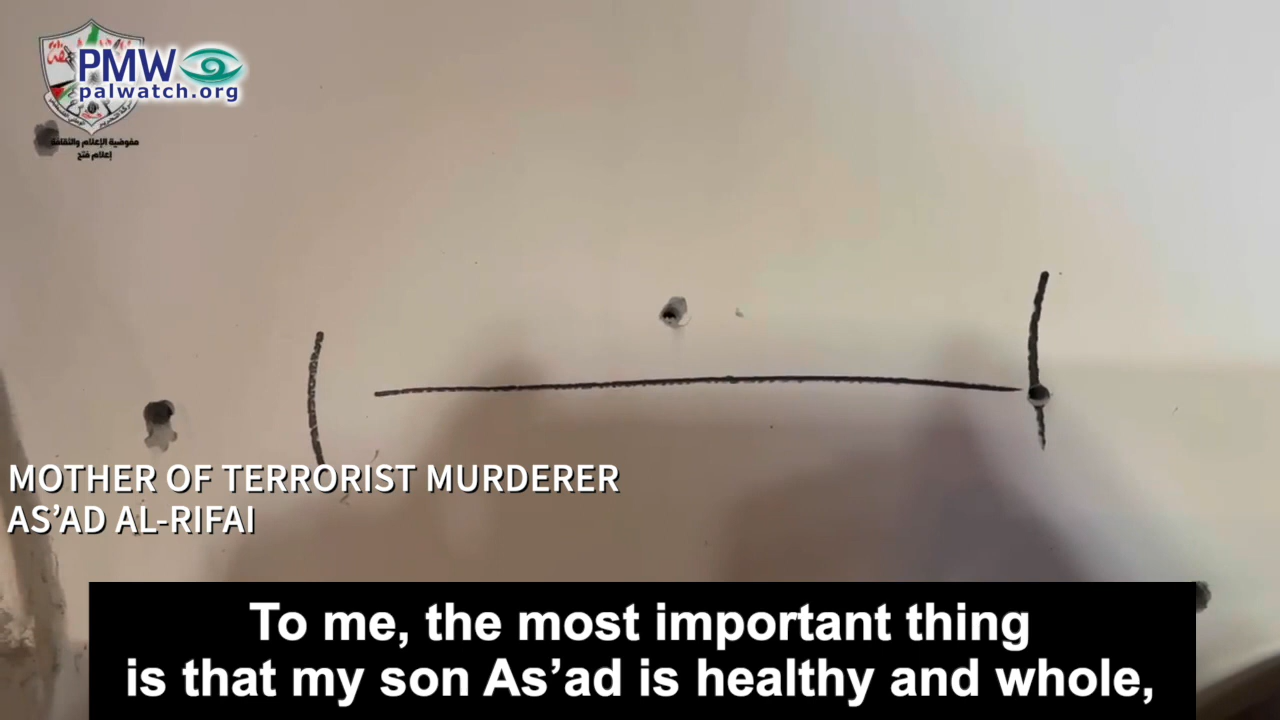 PMW
palwatch.org
مفوضية الإعلام والثقافة
إعلام فتح
MOTHER OF TERRORIST MURDERER
AS’AD AL-RIFAI
To me, the most important thing
is that my son As’ad is healthy and whole,